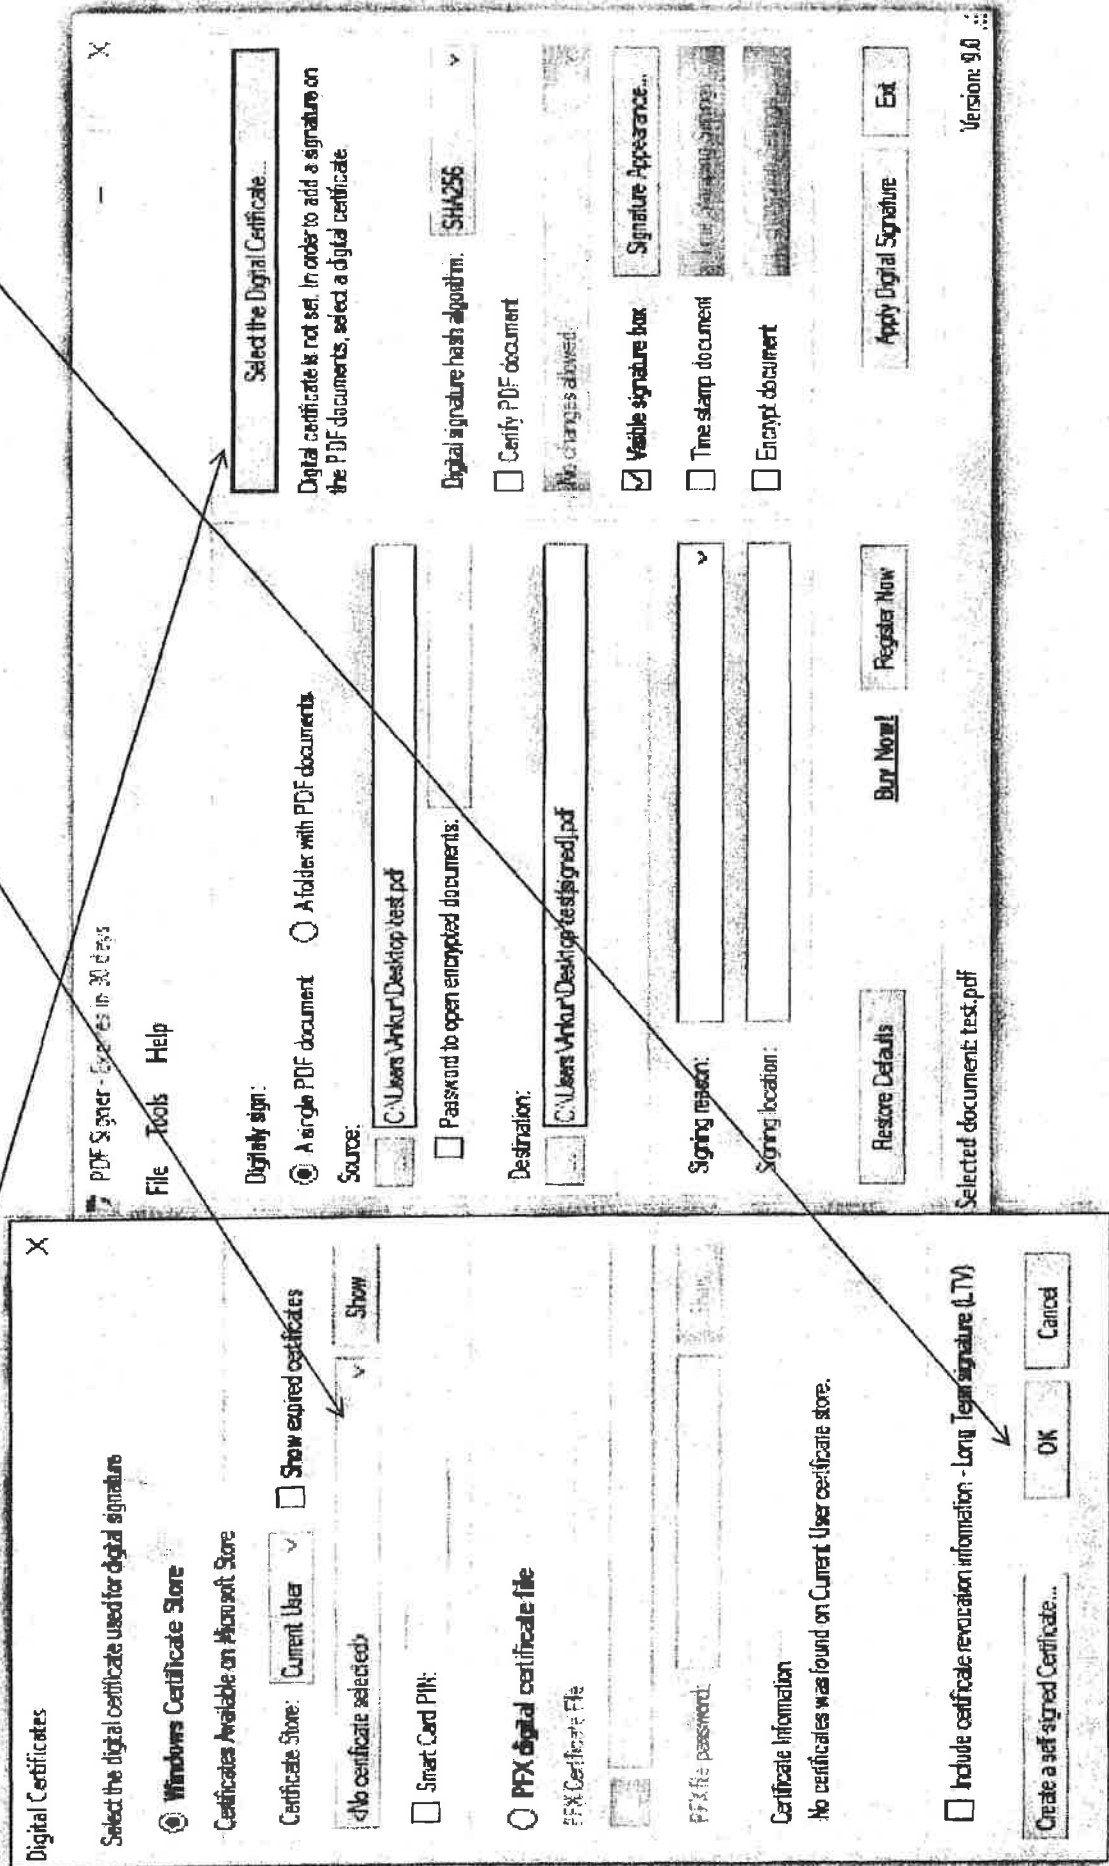 Digital Certificates
X
Select the digital certificate used for digital signature
Windows Certificate Store
Certificates Available on Microsoft Store
Certificate Store:
Current User
Show expired certificates
<No certificate selected>
Show
Smart Card PIN:
PFX digital certificate file
PFX Certificate File
PFX file password:
Show
Certificate Information
No certificates was found on Current User certificate store.
Include certificate revocation information - Long Term signature (LTV)
Create a self signed Certificate...
OK
Cancel
PDF Signer - Expires in 30 days
X
File Tools Help
Digitally sign:
A single PDF document
A folder with PDF documents
Source:
...
C:\Users\Ankur\Desktop\test.pdf
Password to open encrypted documents:
Destination:
...
C:\Users\Ankur\Desktop\test[signed].pdf
Signing reason:
Signing location:
Select the Digital Certificate...
Digital certificate is not set. In order to add a signature on
the PDF documents, select a digital certificate.
Digital signature hash algorithm:
SHA256
Certify PDF document
No changes allowed
Visible signature box
Signature Appearance...
Time stamp document
Encrypt document
Restore Defaults
Buy Now!
Register Now
Apply Digital Signature
Exit
Selected document: test.pdf
Version: 9.0